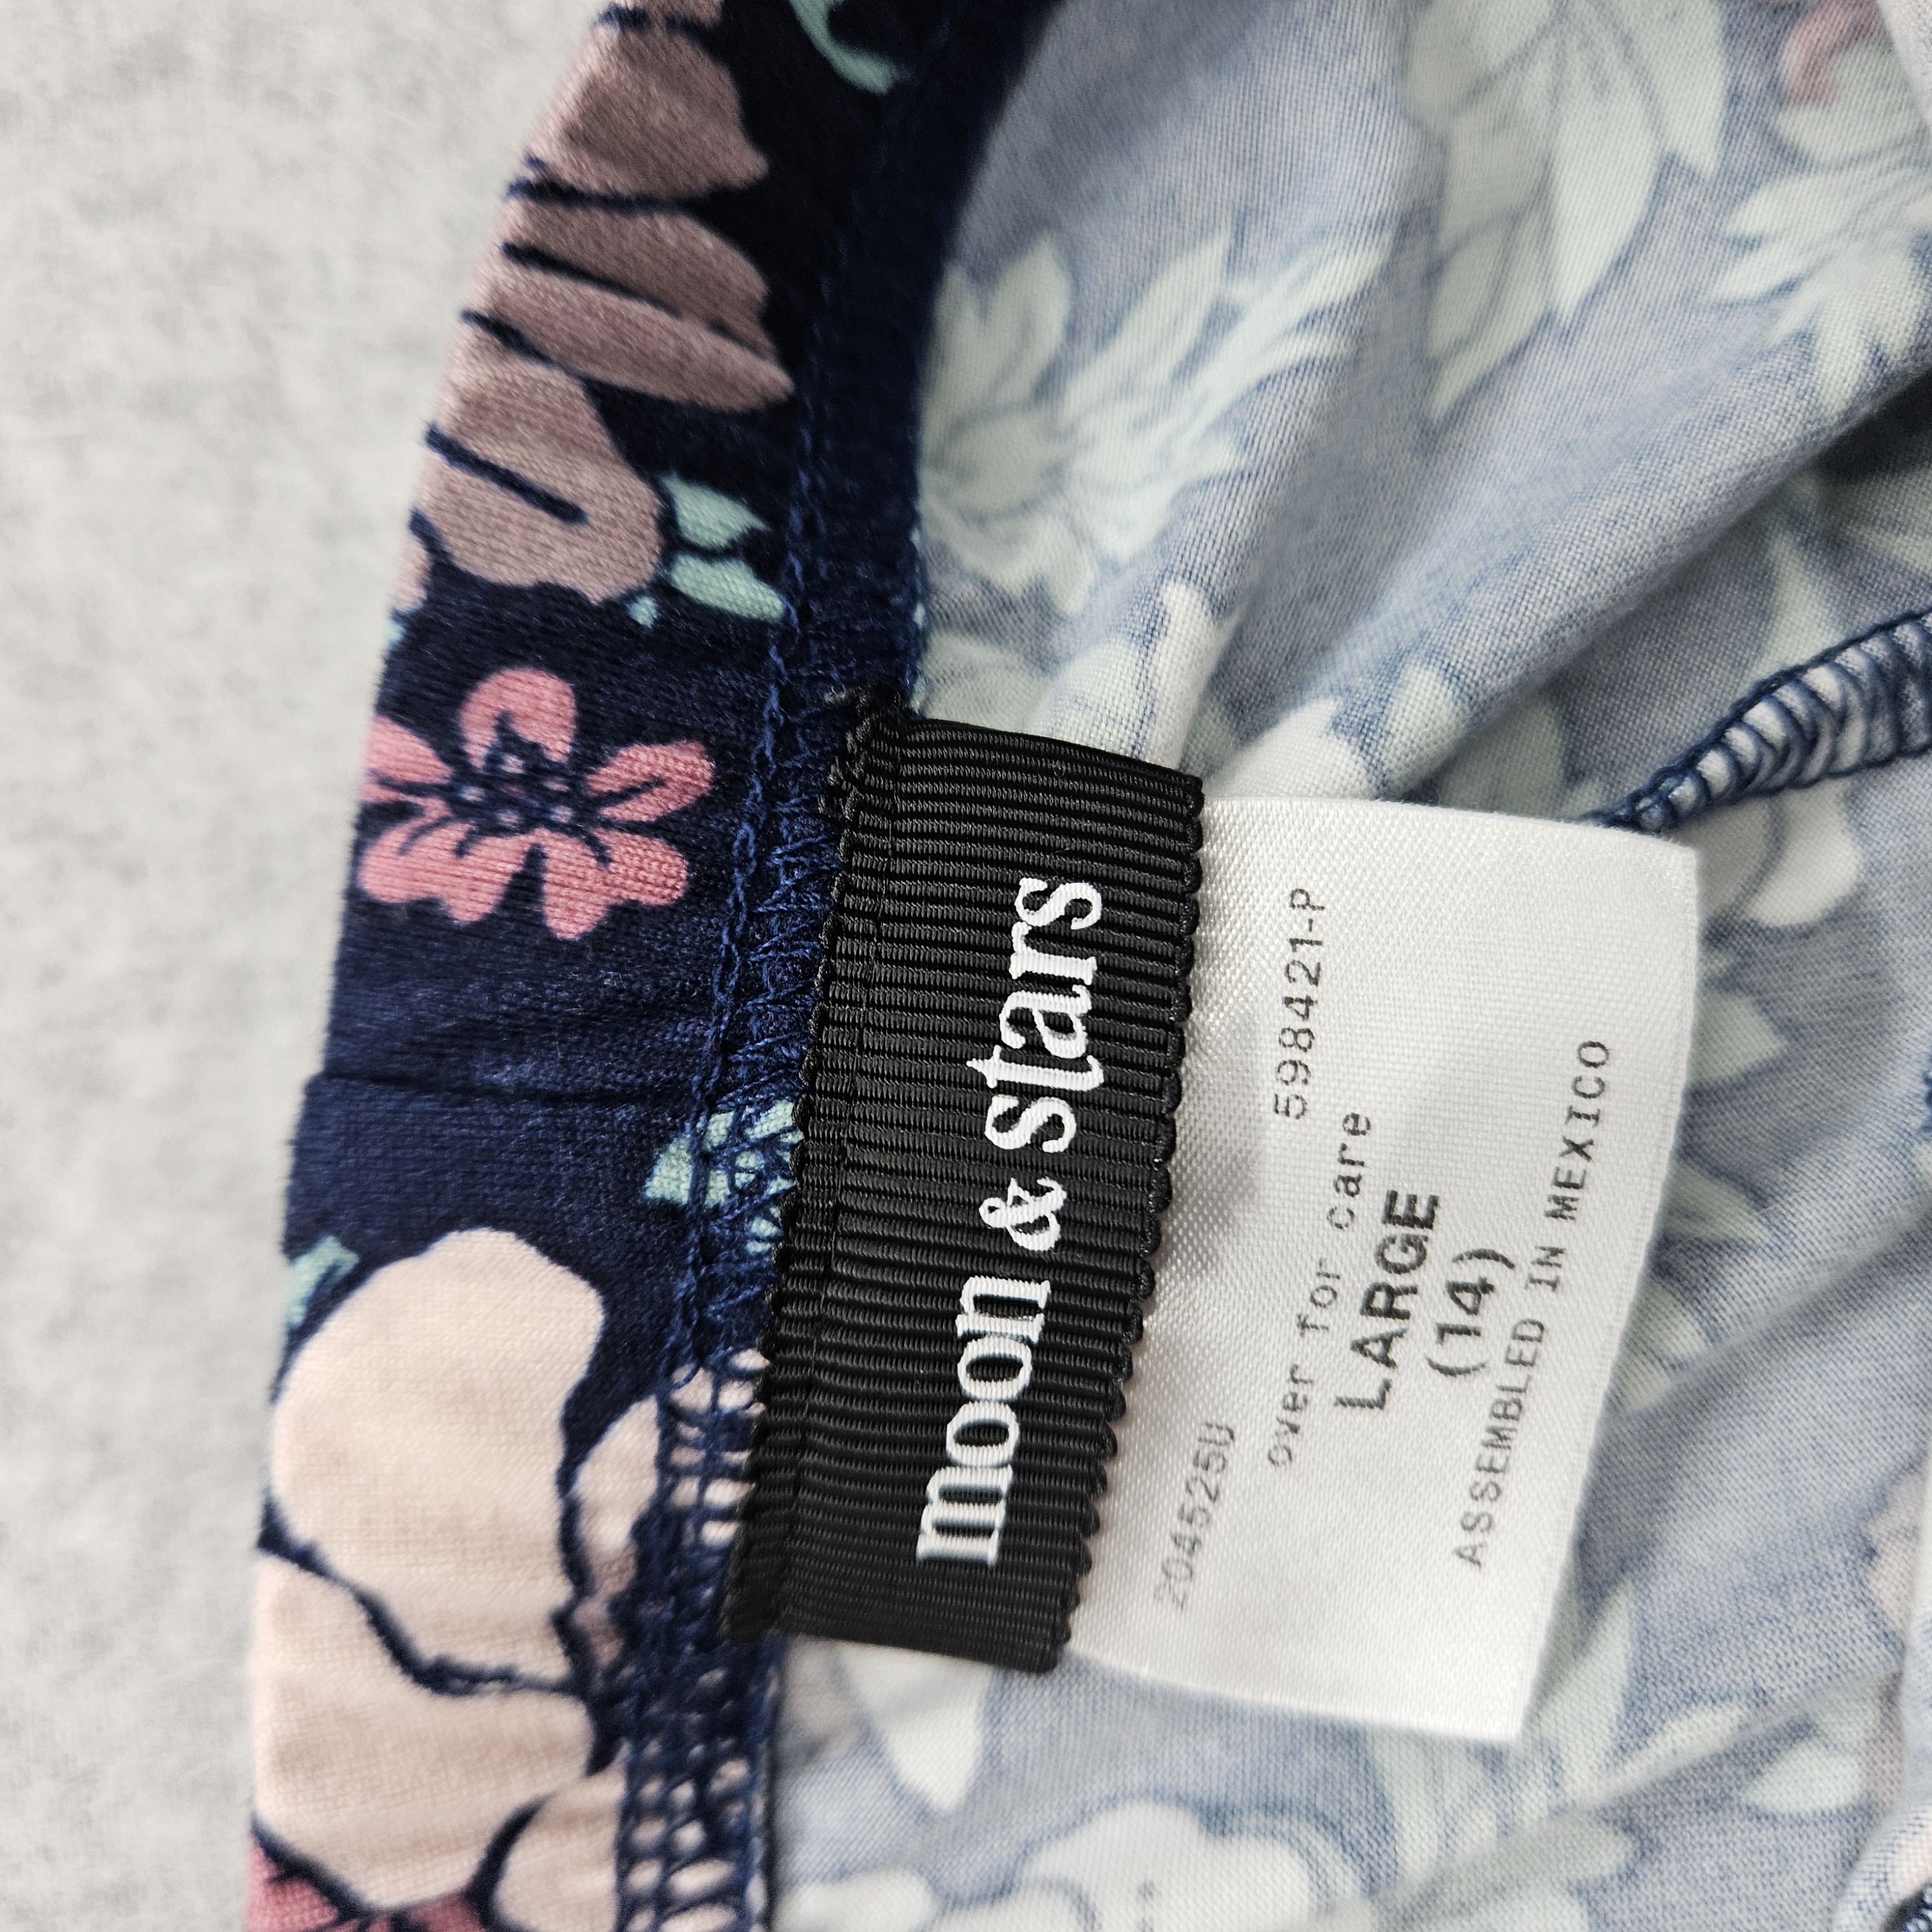 moon & stars
204525U
598421-P
over for care
LARGE
(14)
ASSEMBLED IN MEXICO